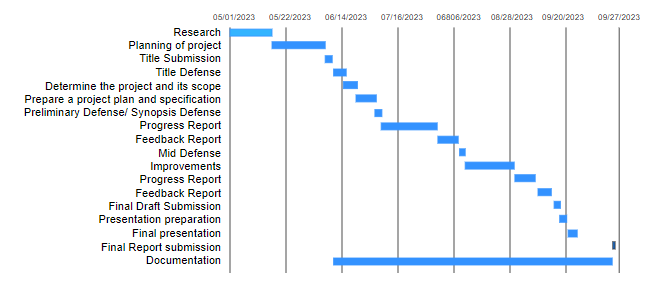 05/01/2023 05/22/2023 06/14/2023 07/16/2023 068/06/2023 08/28/2023 09/20/2023 09/27/2023
Research
Planning of project
Title Submission
Title Defense
Determine the project and its scope
Prepare a project plan and specification
Preliminary Defense/ Synopsis Defense
Progress Report
Feedback Report
Mid Defense
Improvements
Progress Report
Feedback Report
Final Draft Submission
Presentation preparation
Final presentation
Final Report submission
Documentation